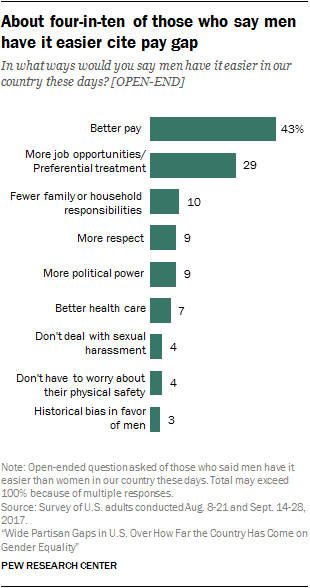 About four-in-ten of those who say men
have it easier cite pay gap
In what ways would you say men have it easier in our
country these days? [OPEN-END]
Better pay 43%
More job opportunities/
Preferential treatment 29
Fewer family or household
responsibilities 10
More respect 9
More political power 9
Better health care 7
Don't deal with sexual
harassment 4
Don't have to worry about
their physical safety 4
Historical bias in favor
of men 3
Note: Open-ended question asked of those who said men have it
easier than women in our country these days. Total may exceed
100% because of multiple responses.
Source: Survey of U.S. adults conducted Aug. 8-21 and Sept. 14-28,
2017.
"Wide Partisan Gaps in U.S. Over How Far the Country Has Come on
Gender Equality"
PEW RESEARCH CENTER